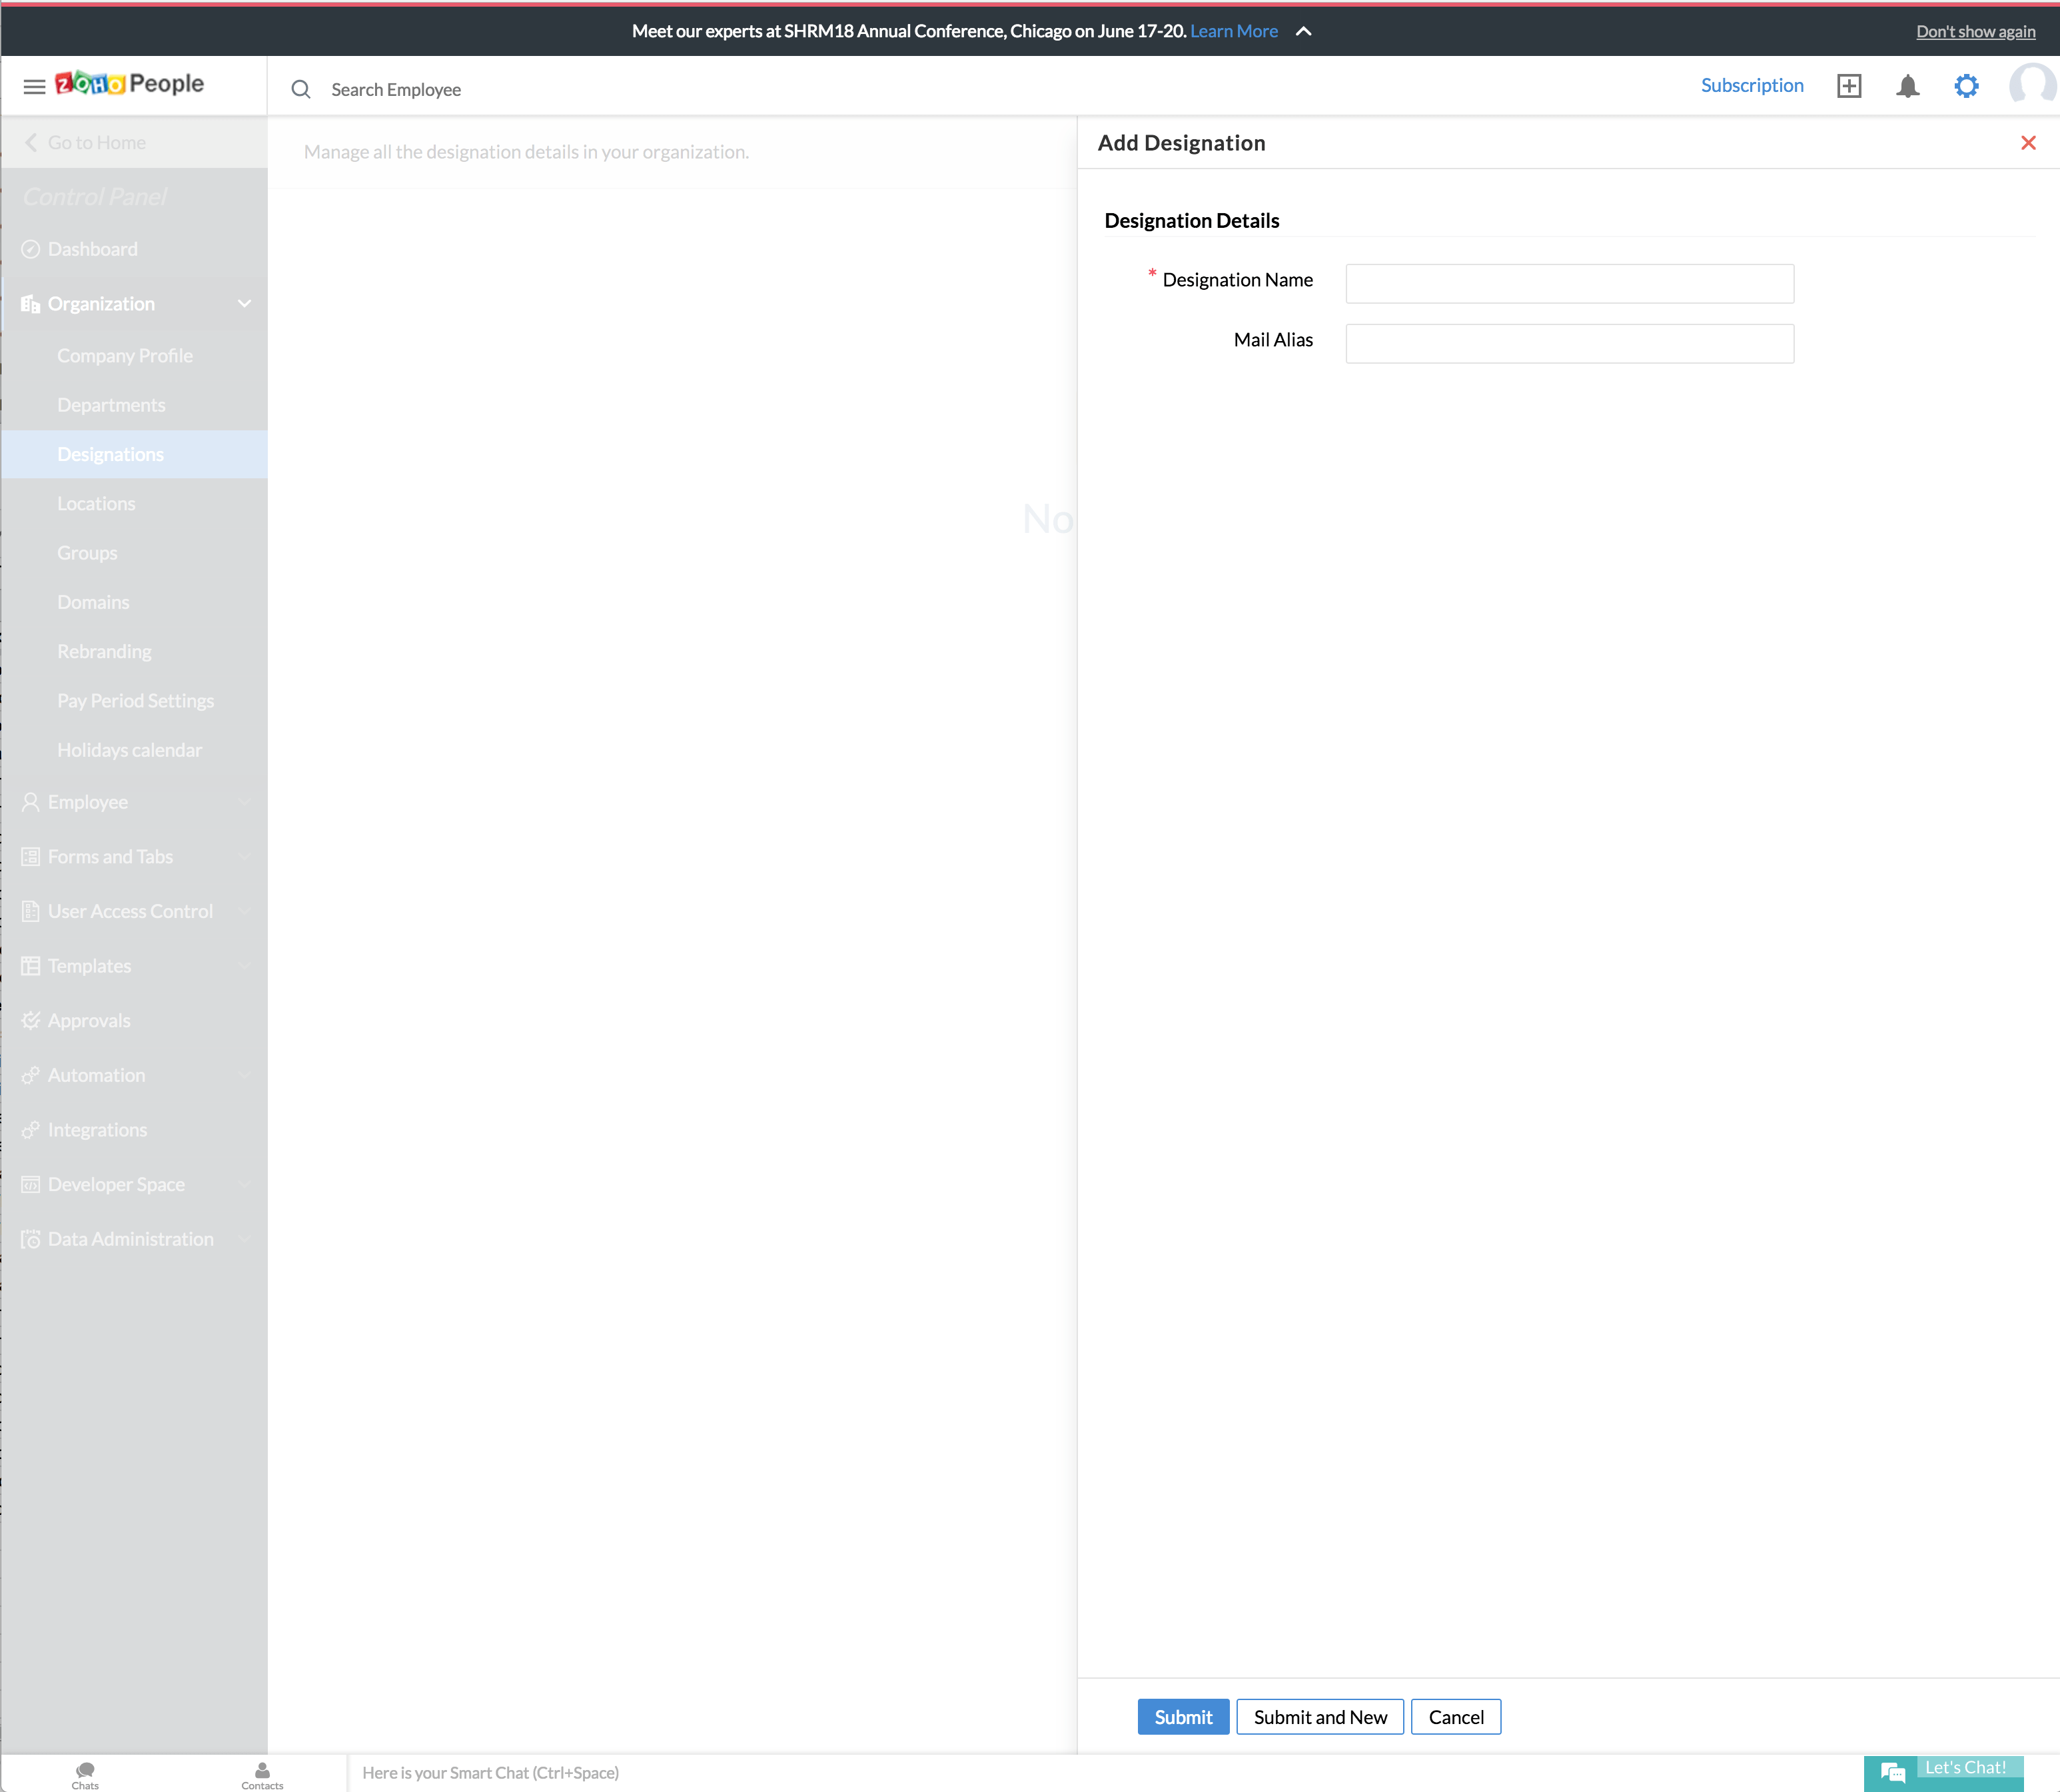 Meet our experts at SHRM18 Annual Conference, Chicago on June 17-20. Learn More
Don't show again
ZOHO People
Search Employee
Subscription
Go to Home
Manage all the designation details in your organization.
Add Designation
Control Panel
Designation Details
Dashboard
* Designation Name
Organization
Mail Alias
Company Profile
Departments
Designations
Locations
No
Groups
Domains
Rebranding
Pay Period Settings
Holidays calendar
Employee
Forms and Tabs
User Access Control
Templates
Approvals
Automation
Integrations
Developer Space
Data Administration
Submit
Submit and New
Cancel
Chats
Contacts
Here is your Smart Chat (Ctrl+Space)
Let's Chat!